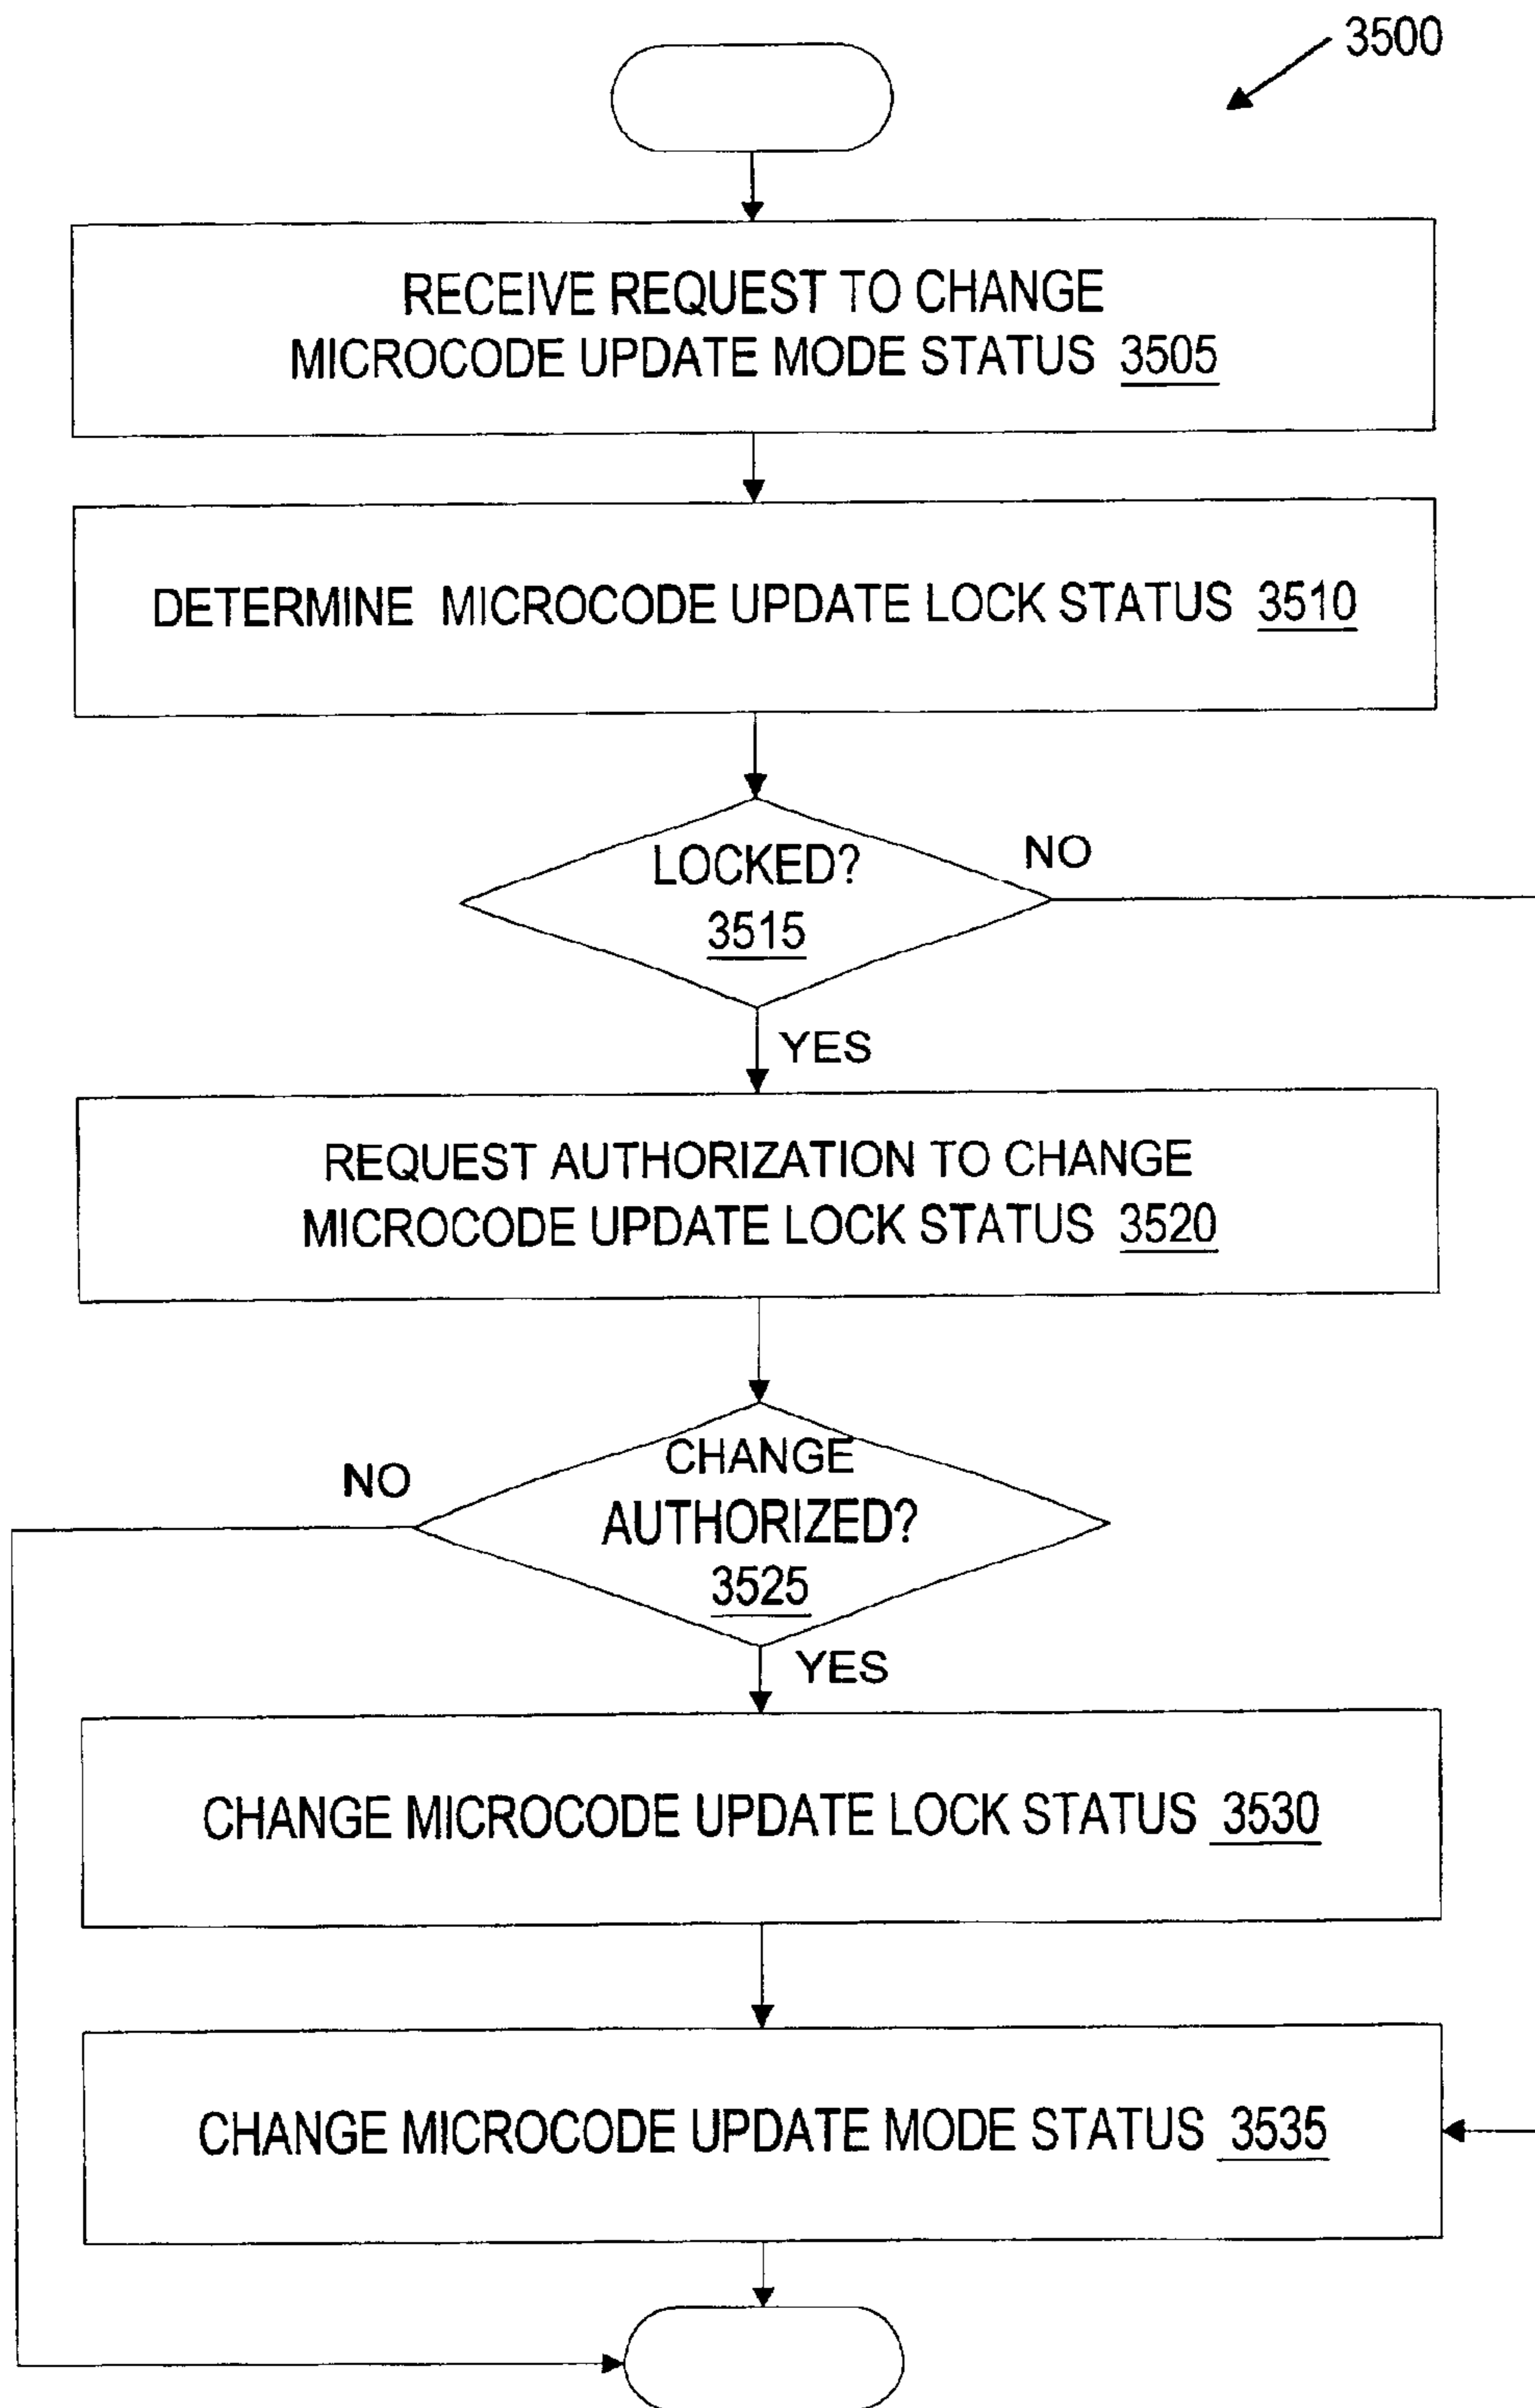 3500
RECEIVE REQUEST TO CHANGE
MICROCODE UPDATE MODE STATUS 3505
DETERMINE MICROCODE UPDATE LOCK STATUS 3510
LOCKED?
3515
NO
YES
REQUEST AUTHORIZATION TO CHANGE
MICROCODE UPDATE LOCK STATUS 3520
CHANGE
AUTHORIZED?
3525
NO
YES
CHANGE MICROCODE UPDATE LOCK STATUS 3530
CHANGE MICROCODE UPDATE MODE STATUS 3535